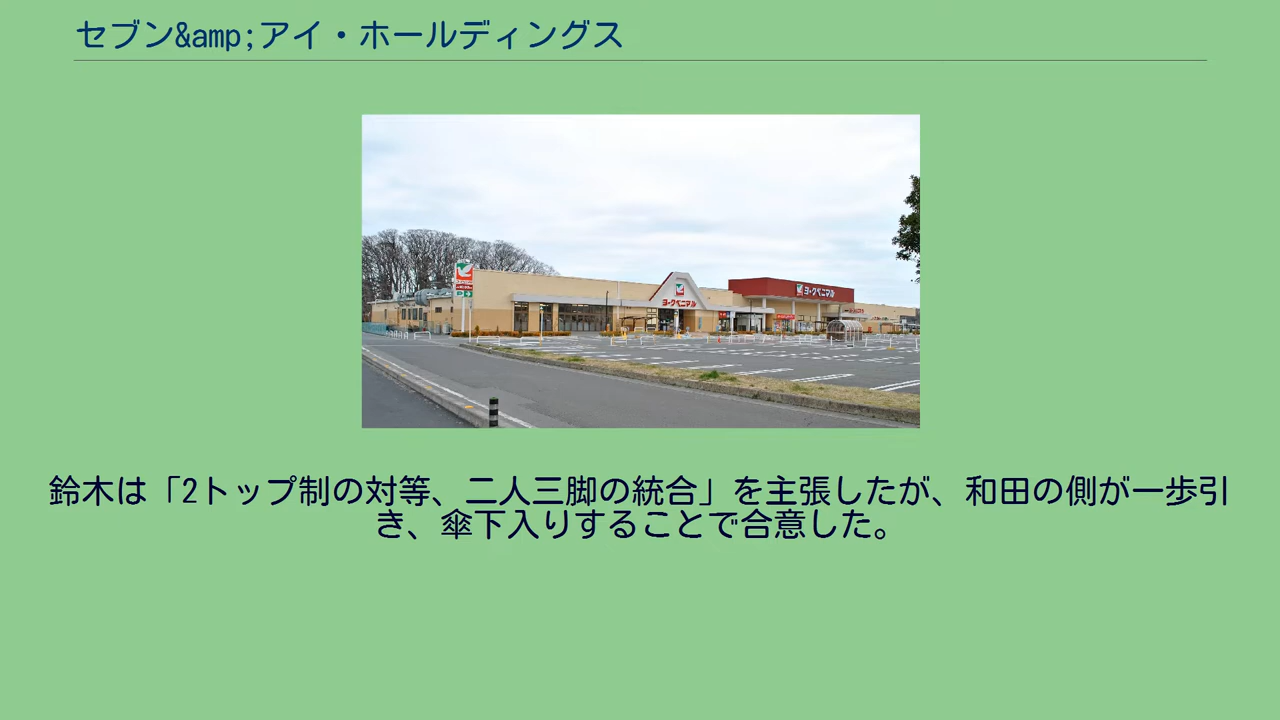 セブン&amp;アイ・ホールディングス
ヨークベニマル
ヨークベニマル
鈴木は「2トップ制の対等、二人三脚の統合」を主張したが、和田の側が一歩引
き、傘下入りすることで合意した。